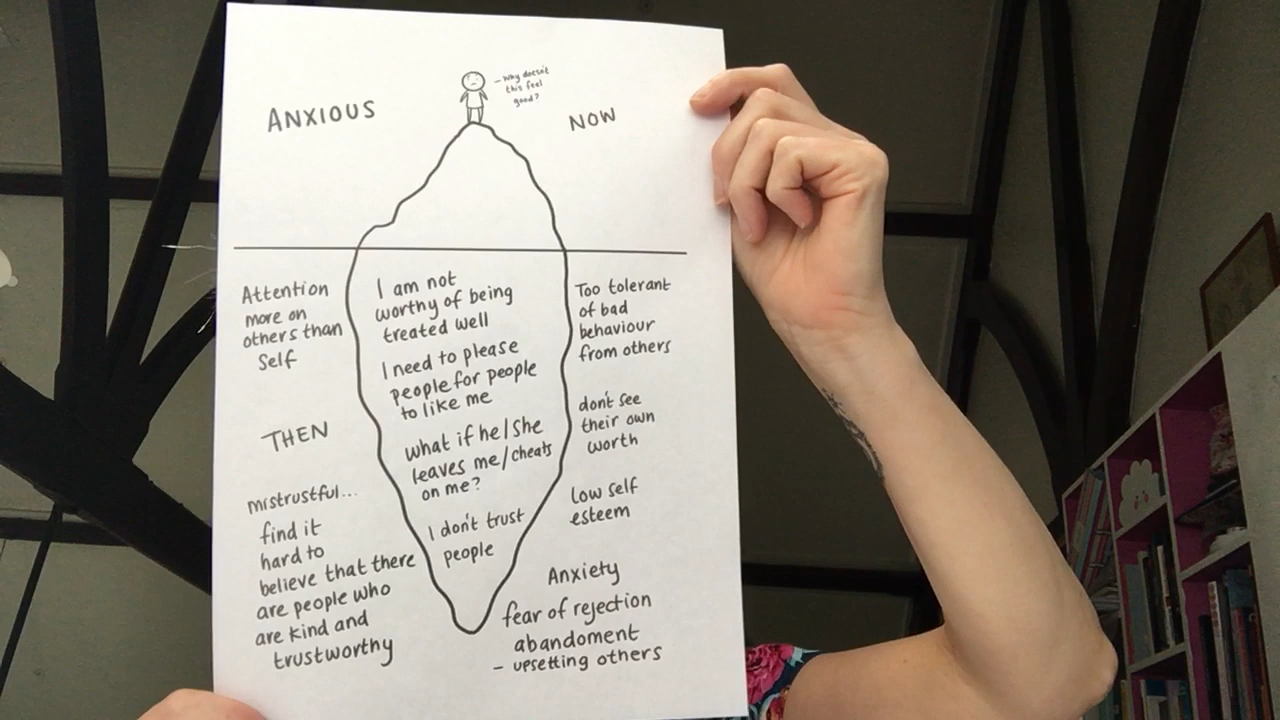 ANXIOUS
- Why doesn't
this feel
good?
NOW
Attention
more on
others than
Self
THEN
mistrustful...
find it
hard to
believe that there
are people who
are kind and
trustworthy
I am not
worthy of being
treated well
I need to please
people for people
to like me
what if he/she
leaves me/cheats
on me?
I don't trust
people
Too tolerant
of bad
behaviour
from others
don't see
their own
worth
Low self
esteem
Anxiety
fear of rejection
abandoment
- upsetting others